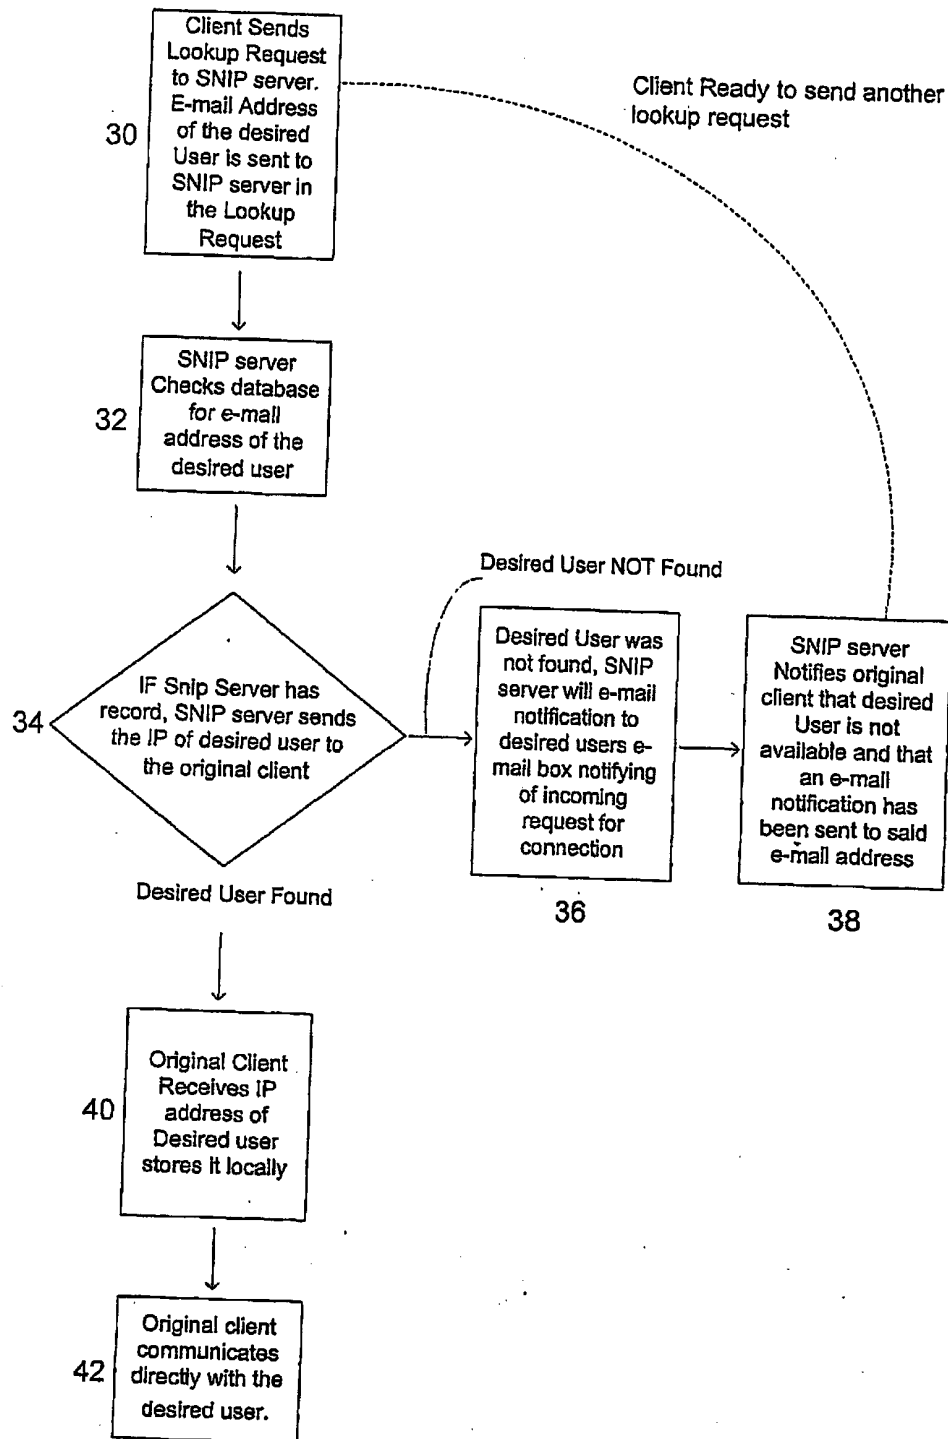 Client Sends
Lookup Request
to SNIP server.
E-mail Address
of the desired
User is sent to
SNIP server in
the Lookup
Request
30
Client Ready to send another
lookup request
SNIP server
Checks database
for e-mail
address of the
desired user
32
Desired User NOT Found
IF Snip Server has
record, SNIP server sends
the IP of desired user to
the original client
34
Desired User was
not found, SNIP
server will e-mail
notification to
desired users e-
mail box notifying
of incoming
request for
connection
36
SNIP server
Notifies original
client that desired
User is not
available and that
an e-mail
notification has
been sent to said
e-mail address
38
Desired User Found
Original Client
Receives IP
address of
Desired user
stores it locally
40
Original client
communicates
directly with the
desired user.
42